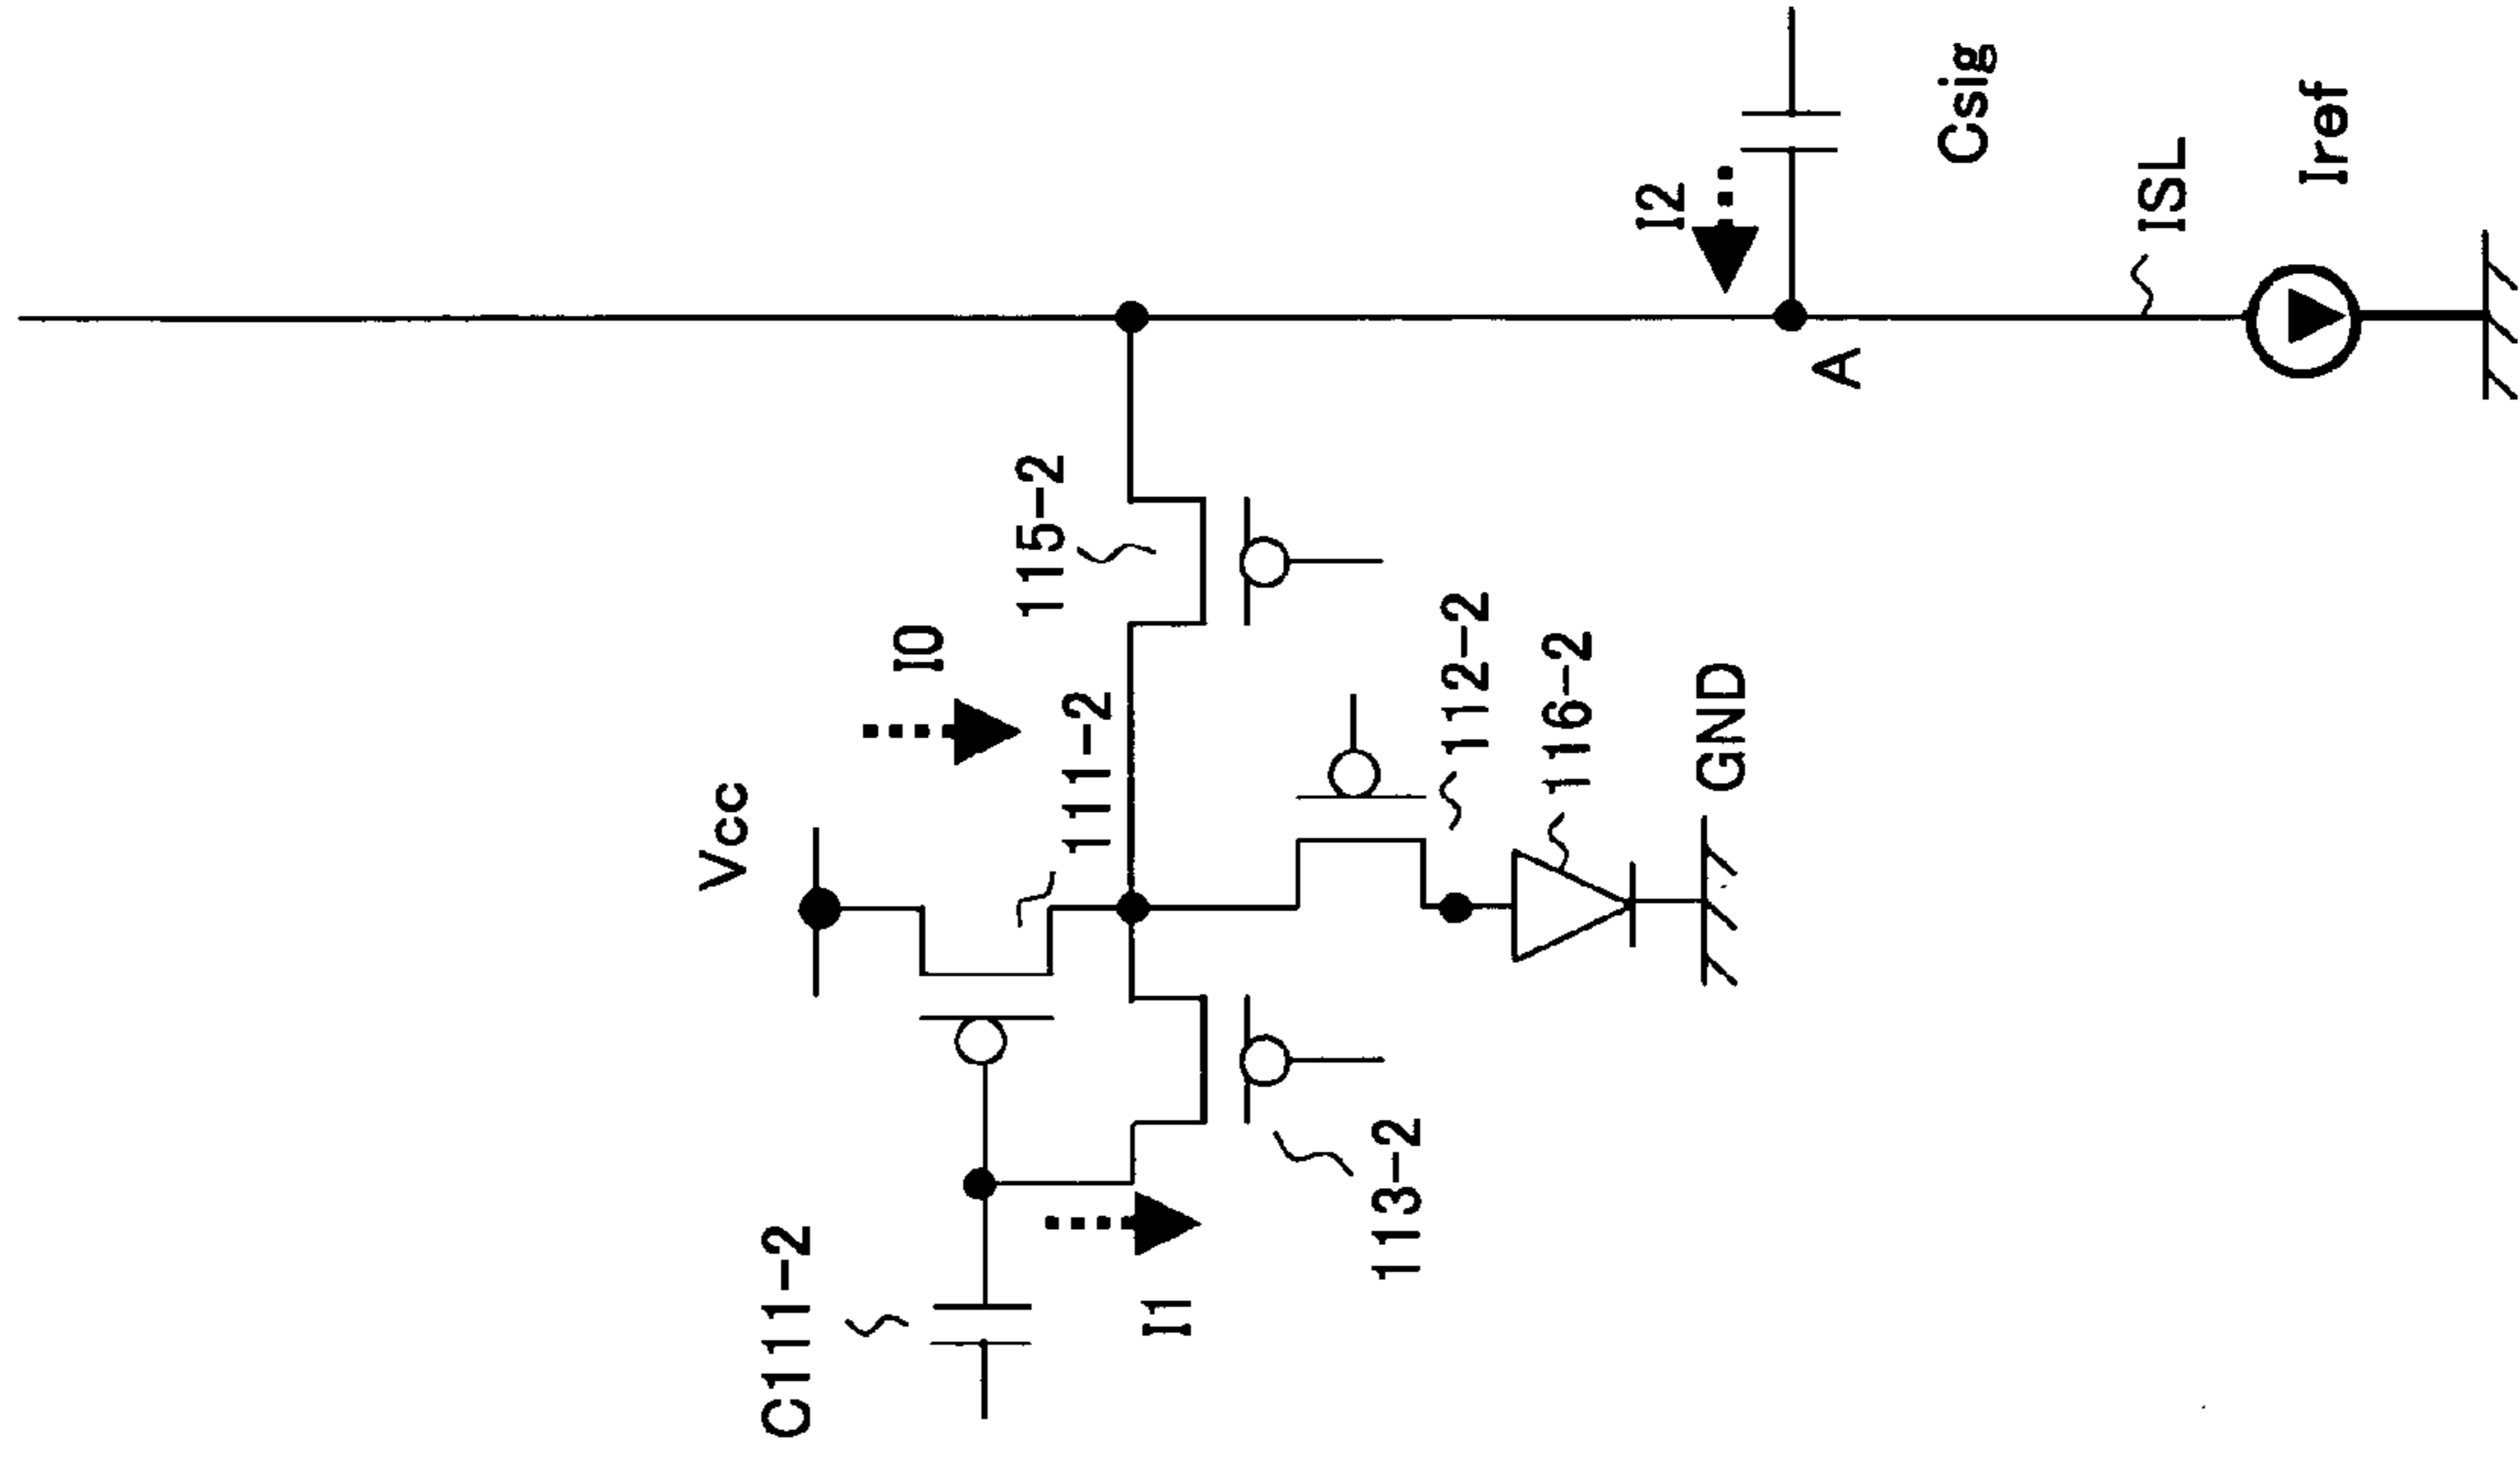 Vcc
I0
111-2
115-2
C111-2
I1
113-2
112-2
116-2
GND
I2
A
Csig
ISL
Iref